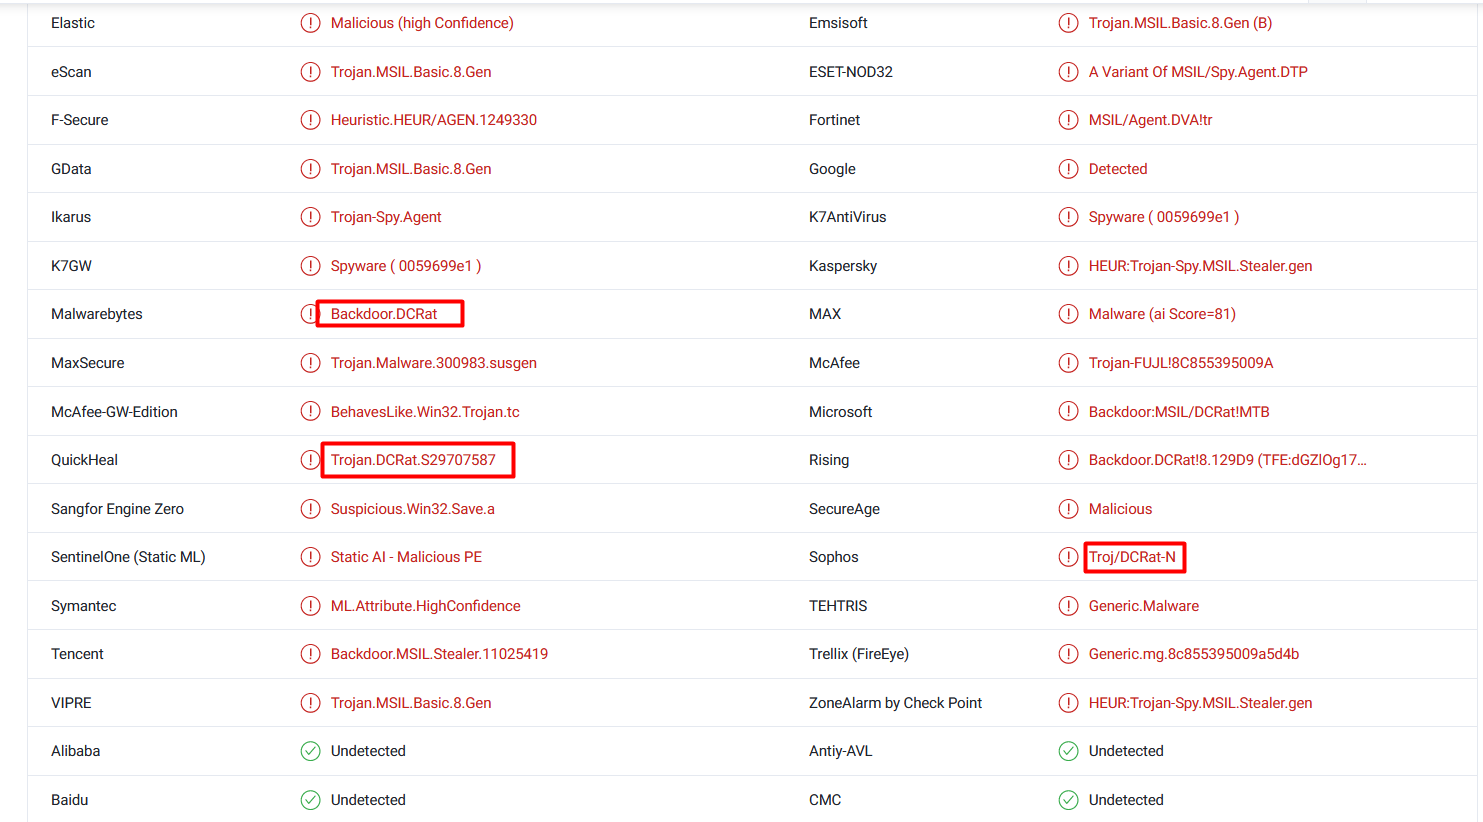 Elastic Malicious (high Confidence) Emsisoft Trojan.MSIL.Basic.8.Gen (B)
eScan Trojan.MSIL.Basic.8.Gen ESET-NOD32 A Variant Of MSIL/Spy.Agent.DTP
F-Secure Heuristic.HEUR/AGEN.1249330 Fortinet MSIL/Agent.DVA!tr
GData Trojan.MSIL.Basic.8.Gen Google Detected
Ikarus Trojan-Spy.Agent K7AntiVirus Spyware ( 0059699e1 )
K7GW Spyware ( 0059699e1 ) Kaspersky HEUR:Trojan-Spy.MSIL.Stealer.gen
Malwarebytes Backdoor.DCRat MAX Malware (ai Score=81)
MaxSecure Trojan.Malware.300983.susgen McAfee Trojan-FUJL!8C855395009A
McAfee-GW-Edition BehavesLike.Win32.Trojan.tc Microsoft Backdoor:MSIL/DCRat!MTB
QuickHeal Trojan.DCRat.S29707587 Rising Backdoor.DCRat!8.129D9 (TFE:dGZlOg17...
Sangfor Engine Zero Suspicious.Win32.Save.a SecureAge Malicious
SentinelOne (Static ML) Static AI - Malicious PE Sophos Troj/DCRat-N
Symantec ML.Attribute.HighConfidence TEHTRIS Generic.Malware
Tencent Backdoor.MSIL.Stealer.11025419 Trellix (FireEye) Generic.mg.8c855395009a5d4b
VIPRE Trojan.MSIL.Basic.8.Gen ZoneAlarm by Check Point HEUR:Trojan-Spy.MSIL.Stealer.gen
Alibaba Undetected Antiy-AVL Undetected
Baidu Undetected CMC Undetected